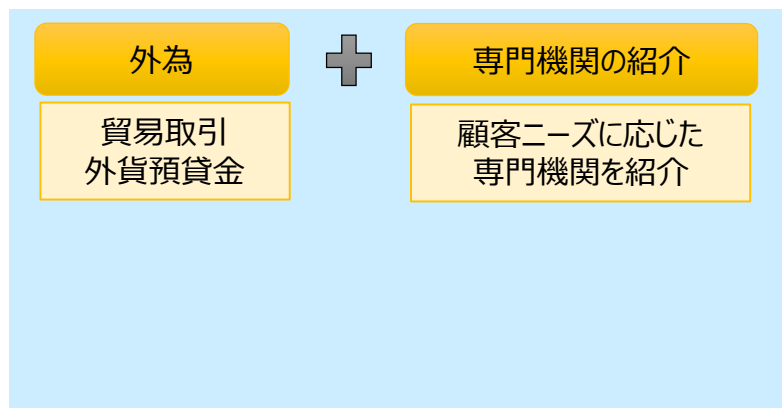 外為
専門機関の紹介
貿易取引
外貨預貸金
顧客ニーズに応じた
専門機関を紹介